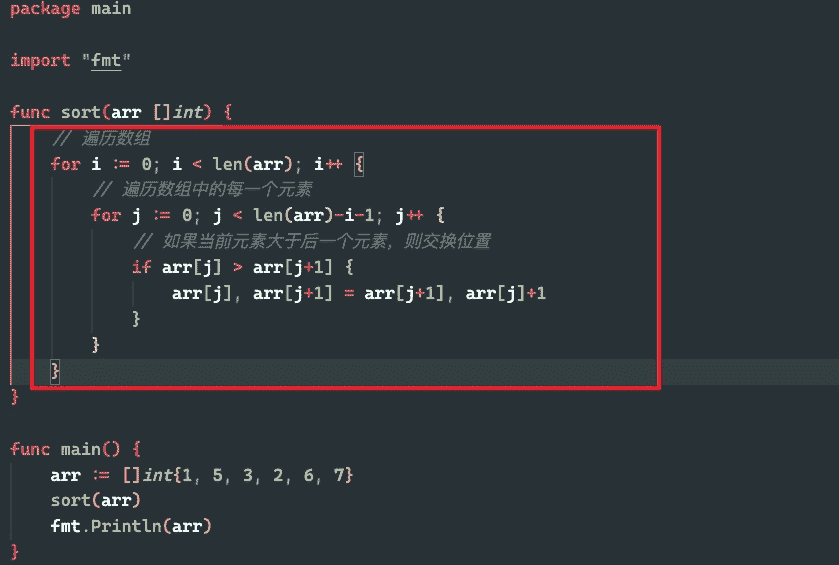 package main
import "fmt"
func sort(arr []int) {
// 遍历数组
for i := 0; i < len(arr); i++ {
// 遍历数组中的每一个元素
for j := 0; j < len(arr)-i-1; j++ {
// 如果当前元素大于后一个元素，则交换位置
if arr[j] > arr[j+1] {
arr[j], arr[j+1] = arr[j+1], arr[j]+1
}
}
}
}
func main() {
arr := []int{1, 5, 3, 2, 6, 7}
sort(arr)
fmt.Println(arr)
}